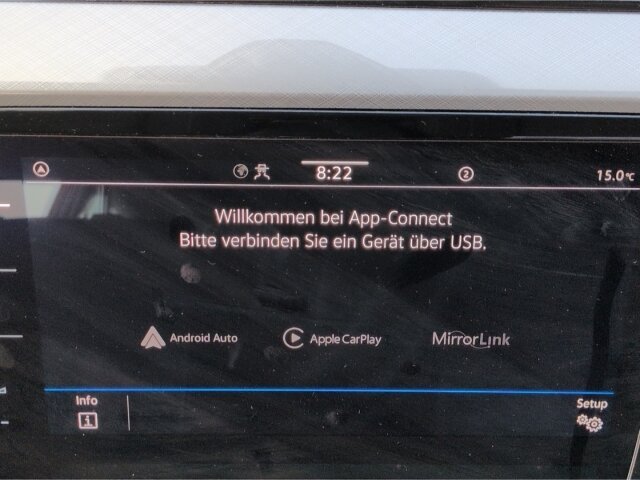 8:22
2
15.0°C
Willkommen bei App-Connect
Bitte verbinden Sie ein Gerät über USB.
Android Auto
Apple CarPlay
MirrorLink
Info
Setup